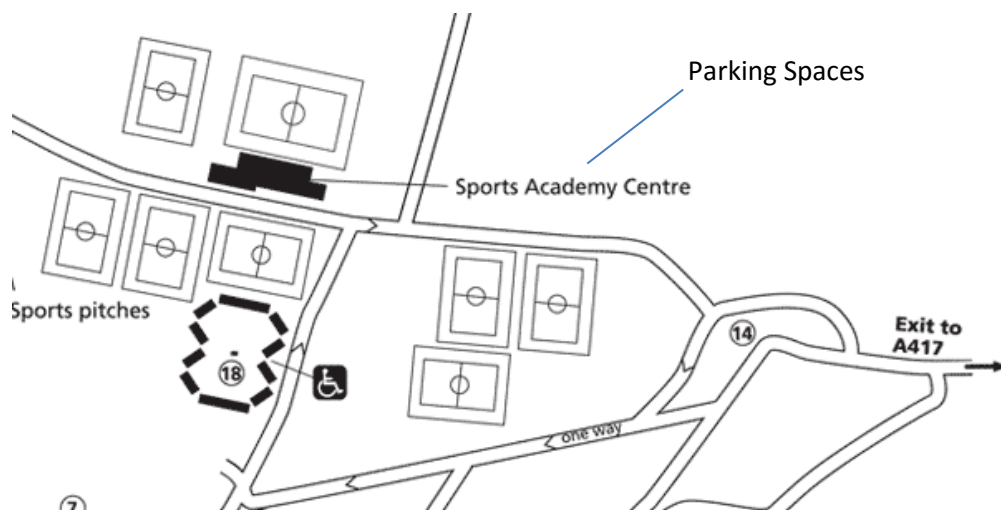 Parking Spaces
Sports Academy Centre
Sports pitches
14
Exit to
A417
18
one way
7